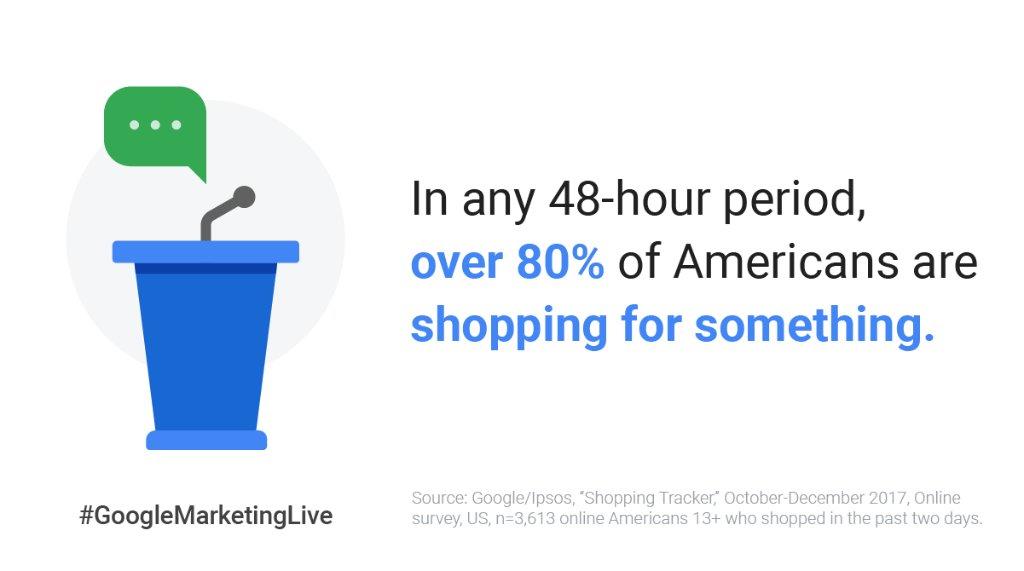 In any 48-hour period,
over 80% of Americans are
shopping for something.
#GoogleMarketingLive
Source: Google/Ipsos, “Shopping Tracker,” October-December 2017, Online
survey, US, n=3,613 online Americans 13+ who shopped in the past two days.